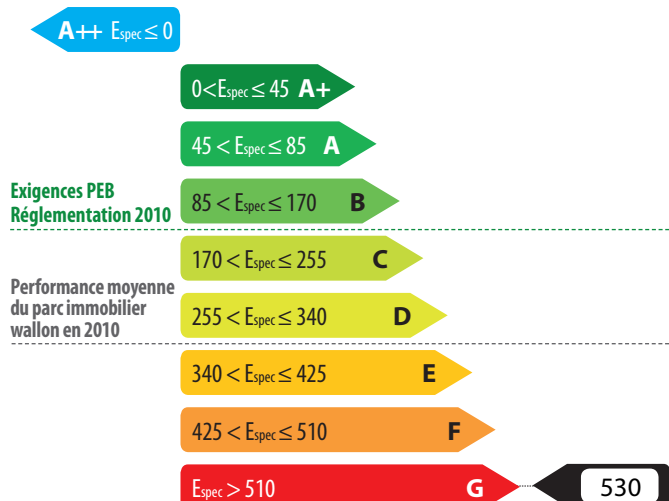 A++ Espec ≤ 0
0 < Espec ≤ 45 A+
45 < Espec ≤ 85 A
Exigences PEB
Réglementation 2010
85 < Espec ≤ 170 B
170 < Espec ≤ 255 C
Performance moyenne
du parc immobilier
wallon en 2010
255 < Espec ≤ 340 D
340 < Espec ≤ 425 E
425 < Espec ≤ 510 F
Espec > 510 G 530